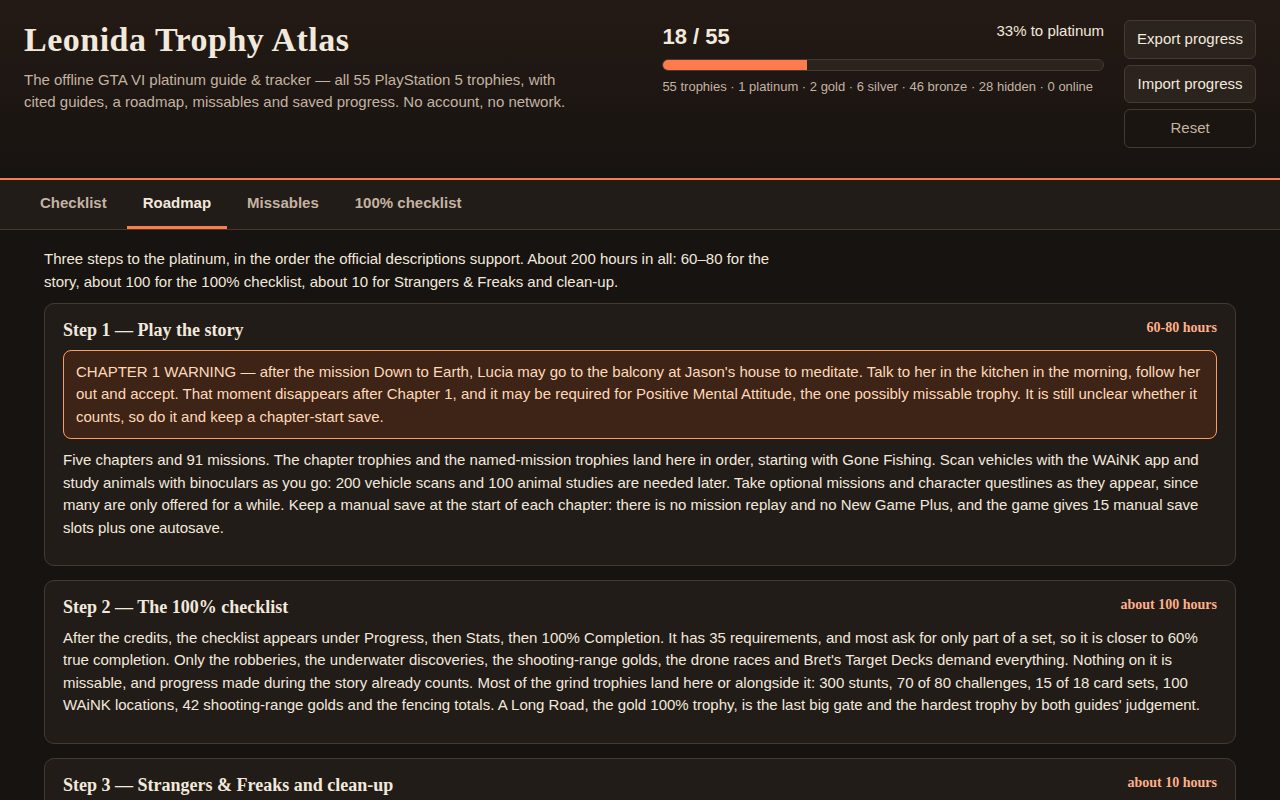 Leonida Trophy Atlas
The offline GTA VI platinum guide & tracker — all 55 PlayStation 5 trophies, with
cited guides, a roadmap, missables and saved progress. No account, no network.
18 / 55
33% to platinum
55 trophies · 1 platinum · 2 gold · 6 silver · 46 bronze · 28 hidden · 0 online
Export progress
Import progress
Reset
Checklist
Roadmap
Missables
100% checklist
Three steps to the platinum, in the order the official descriptions support. About 200 hours in all: 60–80 for the
story, about 100 for the 100% checklist, about 10 for Strangers & Freaks and clean-up.
Step 1 — Play the story
60-80 hours
CHAPTER 1 WARNING — after the mission Down to Earth, Lucia may go to the balcony at Jason's house to meditate. Talk to her in the kitchen in the morning, follow her
out and accept. That moment disappears after Chapter 1, and it may be required for Positive Mental Attitude, the one possibly missable trophy. It is still unclear whether it
counts, so do it and keep a chapter-start save.
Five chapters and 91 missions. The chapter trophies and the named-mission trophies land here in order, starting with Gone Fishing. Scan vehicles with the WAiNK app and
study animals with binoculars as you go: 200 vehicle scans and 100 animal studies are needed later. Take optional missions and character questlines as they appear, since
many are only offered for a while. Keep a manual save at the start of each chapter: there is no mission replay and no New Game Plus, and the game gives 15 manual save
slots plus one autosave.
Step 2 — The 100% checklist
about 100 hours
After the credits, the checklist appears under Progress, then Stats, then 100% Completion. It has 35 requirements, and most ask for only part of a set, so it is closer to 60%
true completion. Only the robberies, the underwater discoveries, the shooting-range golds, the drone races and Bret's Target Decks demand everything. Nothing on it is
missable, and progress made during the story already counts. Most of the grind trophies land here or alongside it: 300 stunts, 70 of 80 challenges, 15 of 18 card sets, 100
WAiNK locations, 42 shooting-range golds and the fencing totals. A Long Road, the gold 100% trophy, is the last big gate and the hardest trophy by both guides' judgement.
Step 3 — Strangers & Freaks and clean-up
about 10 hours